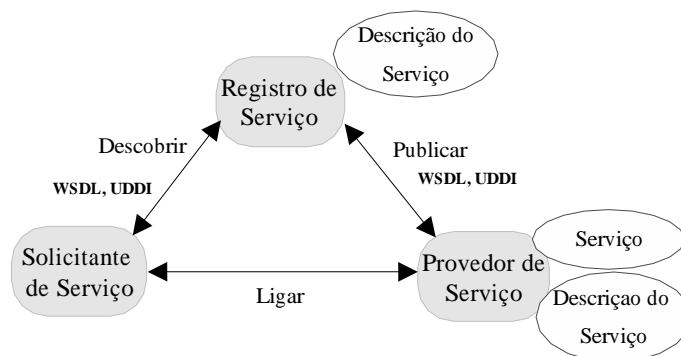 Descrição do
Serviço
Registro de
Serviço
Descobrir
Publicar
WSDL, UDDI
WSDL, UDDI
Solicitante
de Serviço
Ligar
Provedor de
Serviço
Serviço
Descriçao do
Serviço